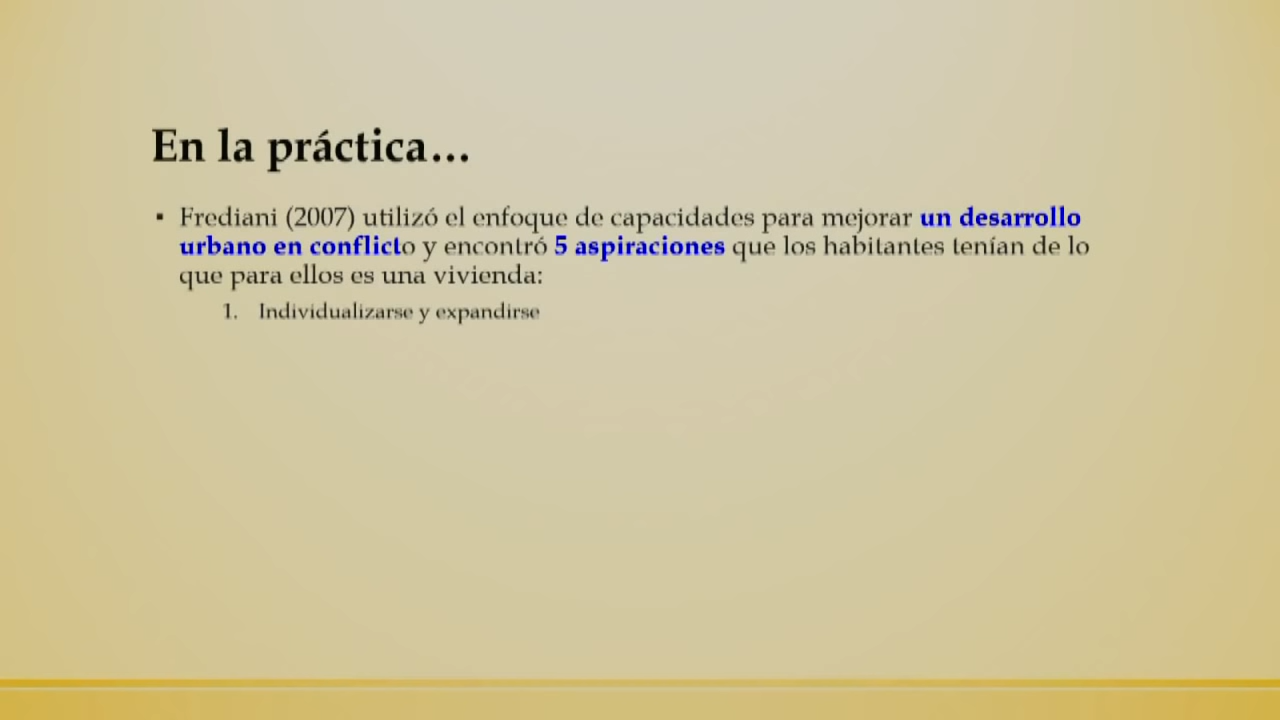 En la práctica…
▪ Frediani (2007) utilizó el enfoque de capacidades para mejorar un desarrollo
urbano en conflicto y encontró 5 aspiraciones que los habitantes tenían de lo
que para ellos es una vivienda:
1. Individualizarse y expandirse